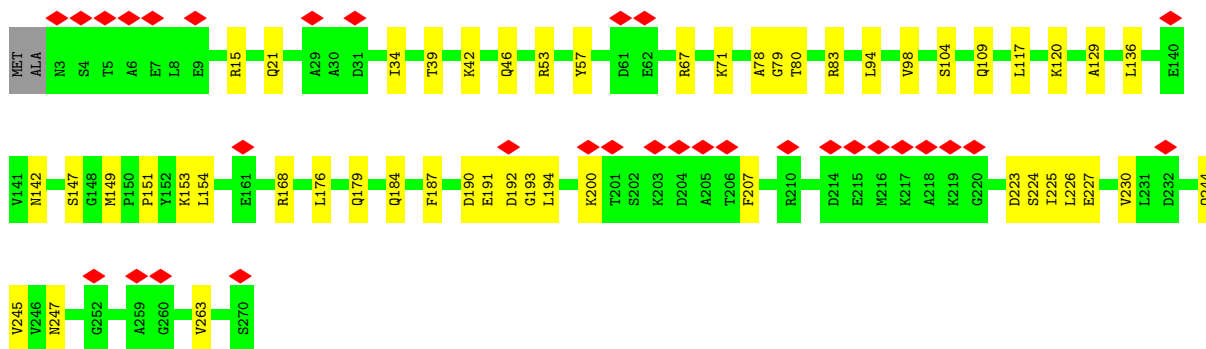 MET ALA N3 S4 T5 A6 E7 L8 E9 R15 Q21 A29 A30 D31 I34 T39 K42 Q46 R53 Y57 D61 E62 R67 K71 A78 G79 T80 R83 L94 V98 S104 Q109 L117 K120 A129 L136 E140
V141 N142 S147 G148 M149 P150 P151 Y152 K153 L154 E161 R168 L176 Q179 Q184 F187 D190 E191 D192 G193 L194 K200 T201 S202 K203 D204 A205 T206 F207 R210 D214 E215 M216 K217 A218 K219 G220 D223 S224 I225 L226 E227 V230 L231 D232
V245 V246 N247 G252 A259 G260 V263 S270